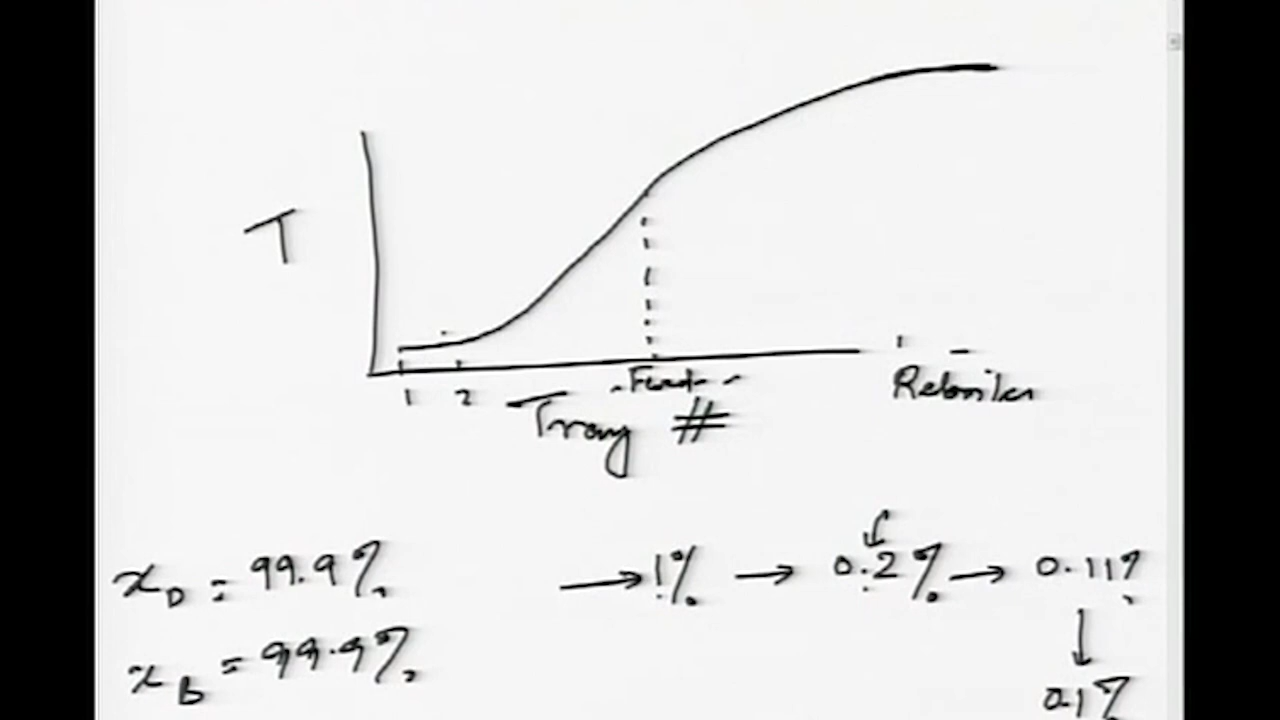 T
1 2 Feed Reboiler
Tray #
x_D = 99.9% → 1% → 0.2% → 0.11%
↓
x_B = 99.9% 0.1%